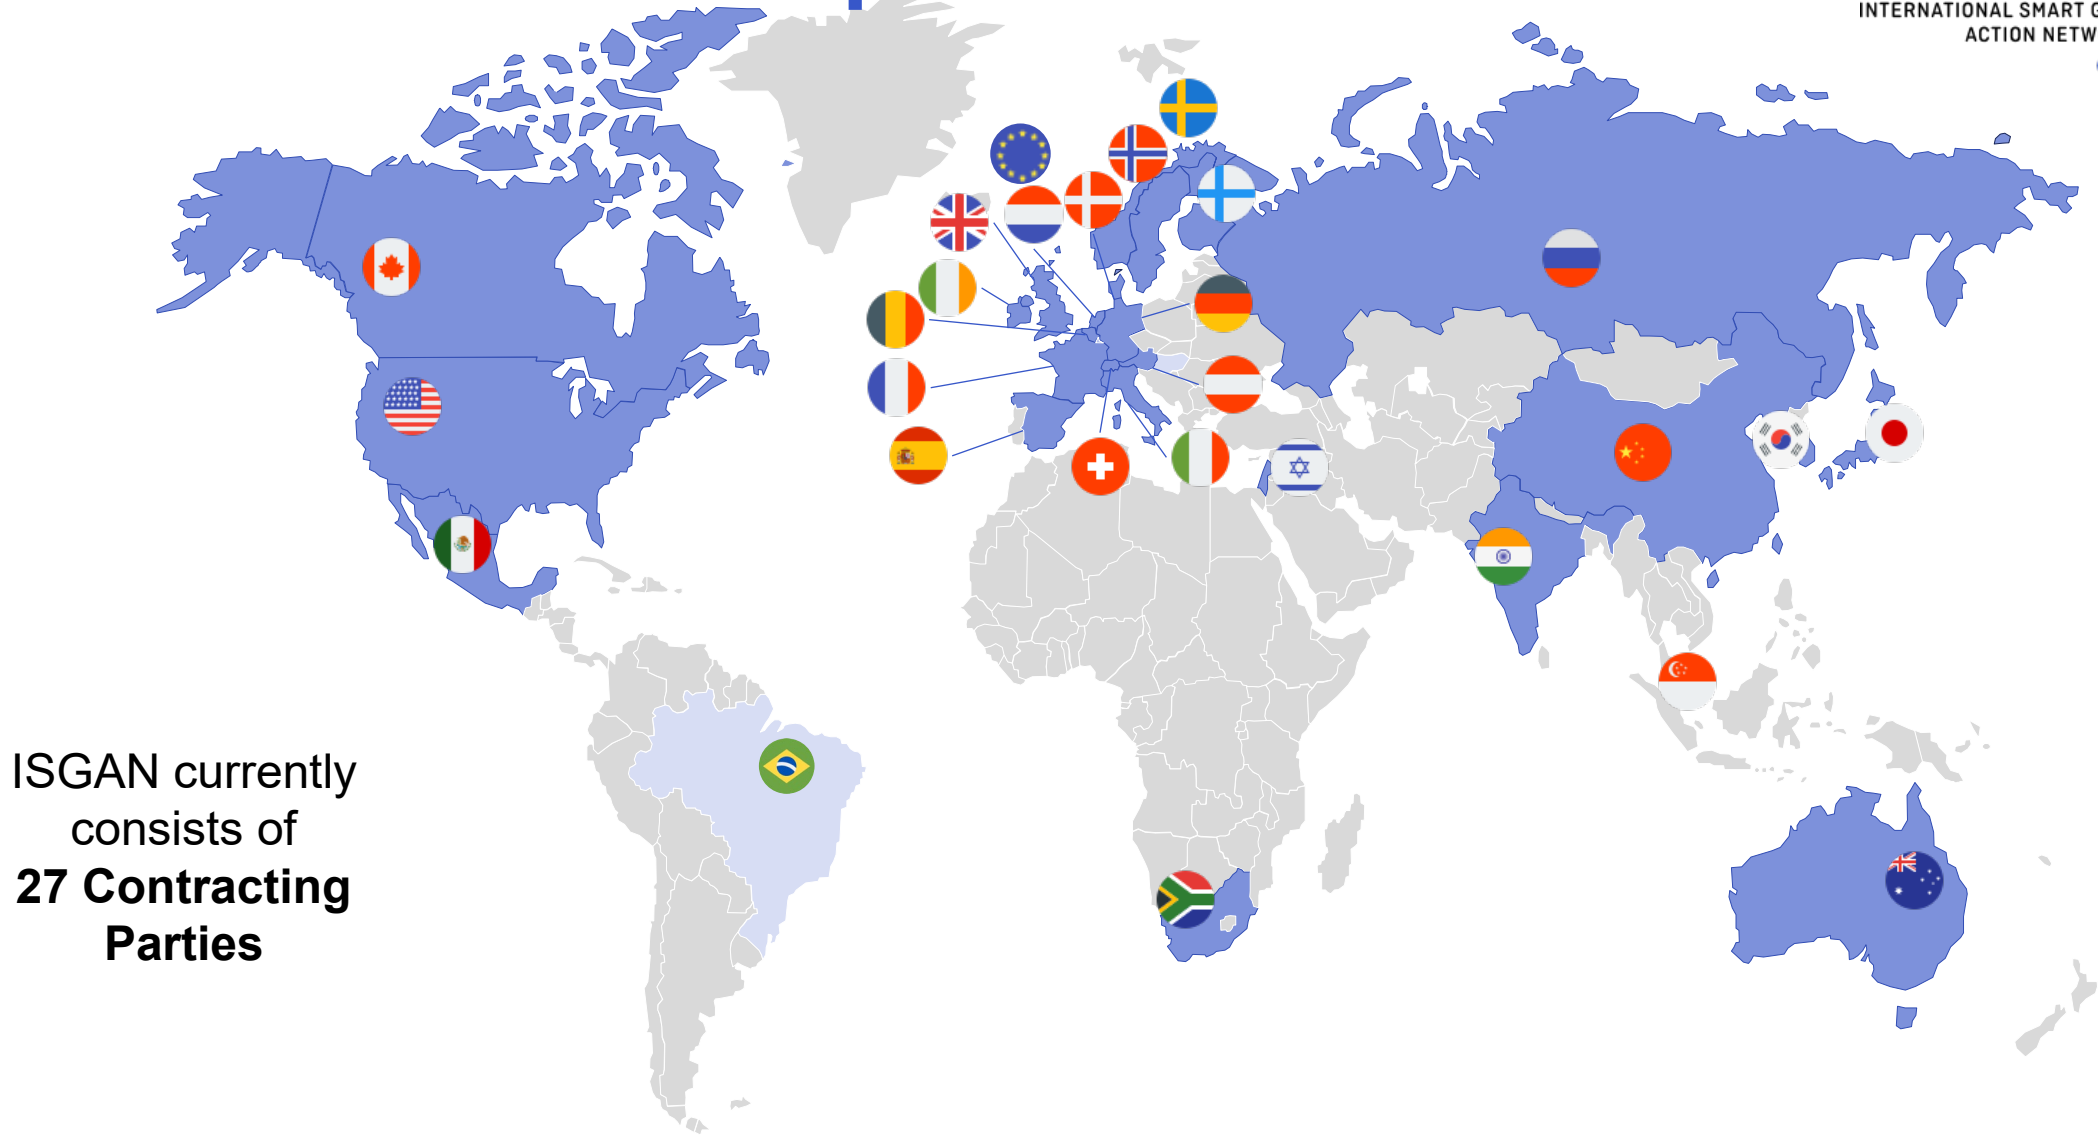 INTERNATIONAL SMART G
ACTION NETW
ISGAN currently
consists of
27 Contracting
Parties